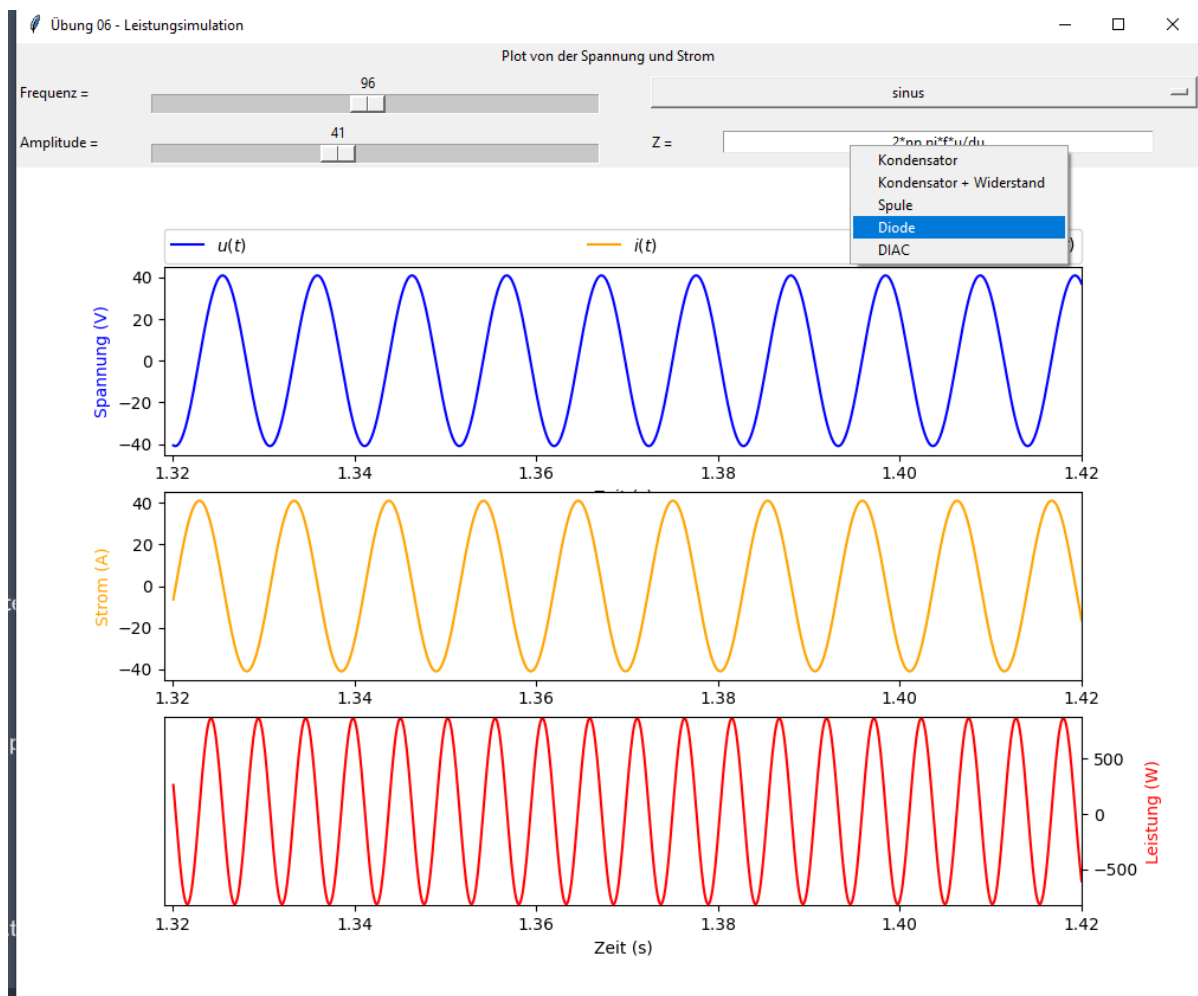 Übung 06 - Leistungsimulation
Plot von der Spannung und Strom
Frequenz =
96
sinus
Amplitude =
41
Z =
2*np.pi*f*u/du
Kondensator
Kondensator + Widerstand
Spule
Diode
DIAC
u(t)
i(t)
40
20
0
−20
−40
Spannung (V)
1.32 1.34 1.36 1.38 1.40 1.42
40
20
0
−20
−40
Strom (A)
1.32 1.34 1.36 1.38 1.40 1.42
500
0
−500
Leistung (W)
1.32 1.34 1.36 1.38 1.40 1.42
Zeit (s)